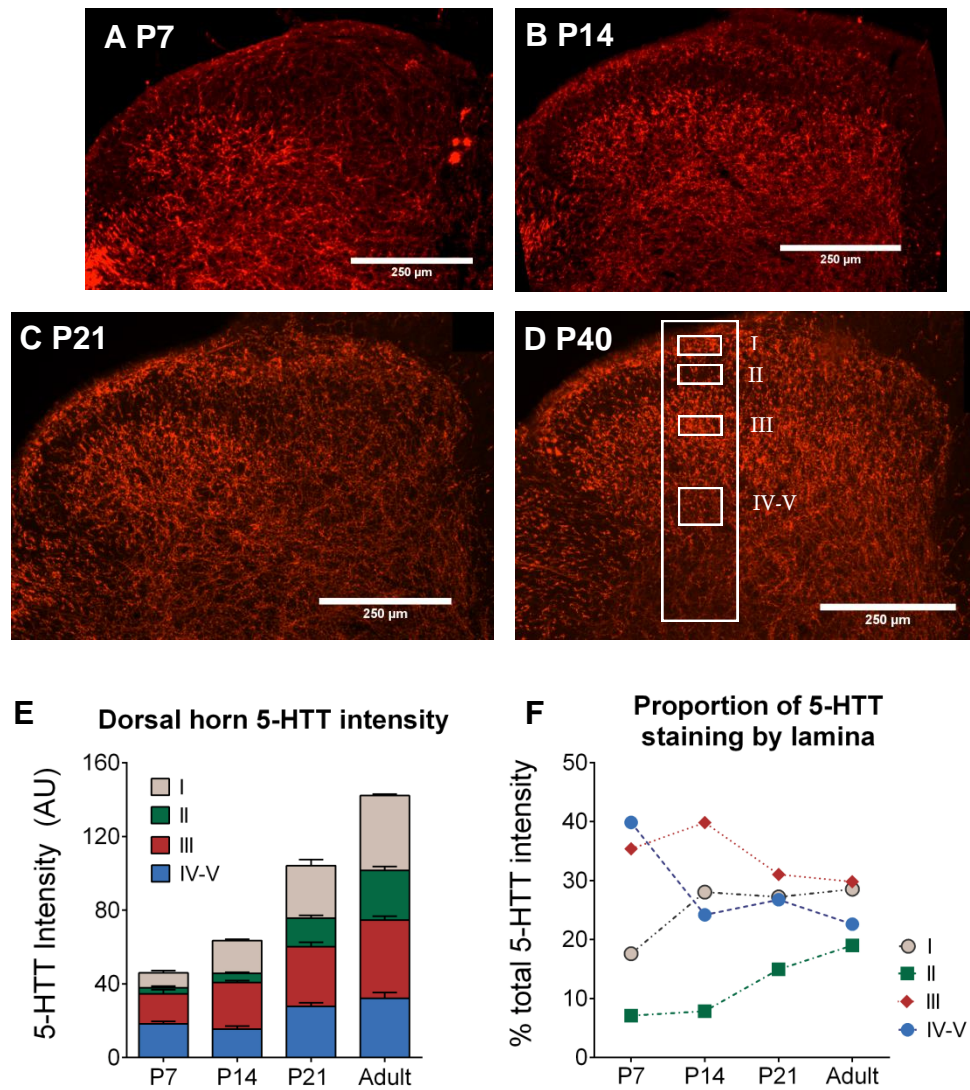 A P7
B P14
250 µm
250 µm
C P21
D P40
I
II
III
IV-V
250 µm
250 µm
E
Dorsal horn 5-HTT intensity
5-HTT Intensity (AU)
160
120
80
40
0
I
II
III
IV-V
P7 P14 P21 Adult
F
Proportion of 5-HTT
staining by lamina
% total 5-HTT intensity
50
40
30
20
10
0
I
II
III
IV-V
P7 P14 P21 Adult